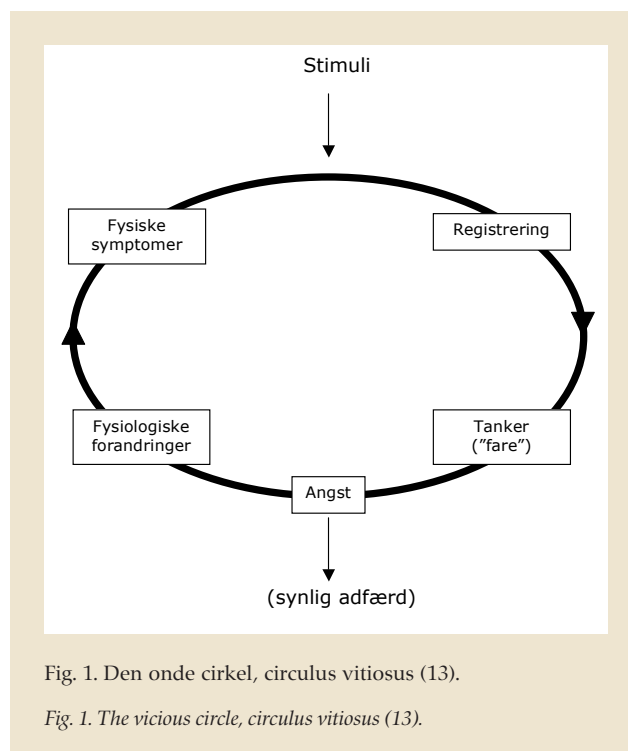 Stimuli
Fysiske
symptomer
Registrering
Fysiologiske
forandringer
Tanker
(”fare”)
Angst
(synlig adfærd)
Fig. 1. Den onde cirkel, circulus vitiosus (13).
Fig. 1. The vicious circle, circulus vitiosus (13).